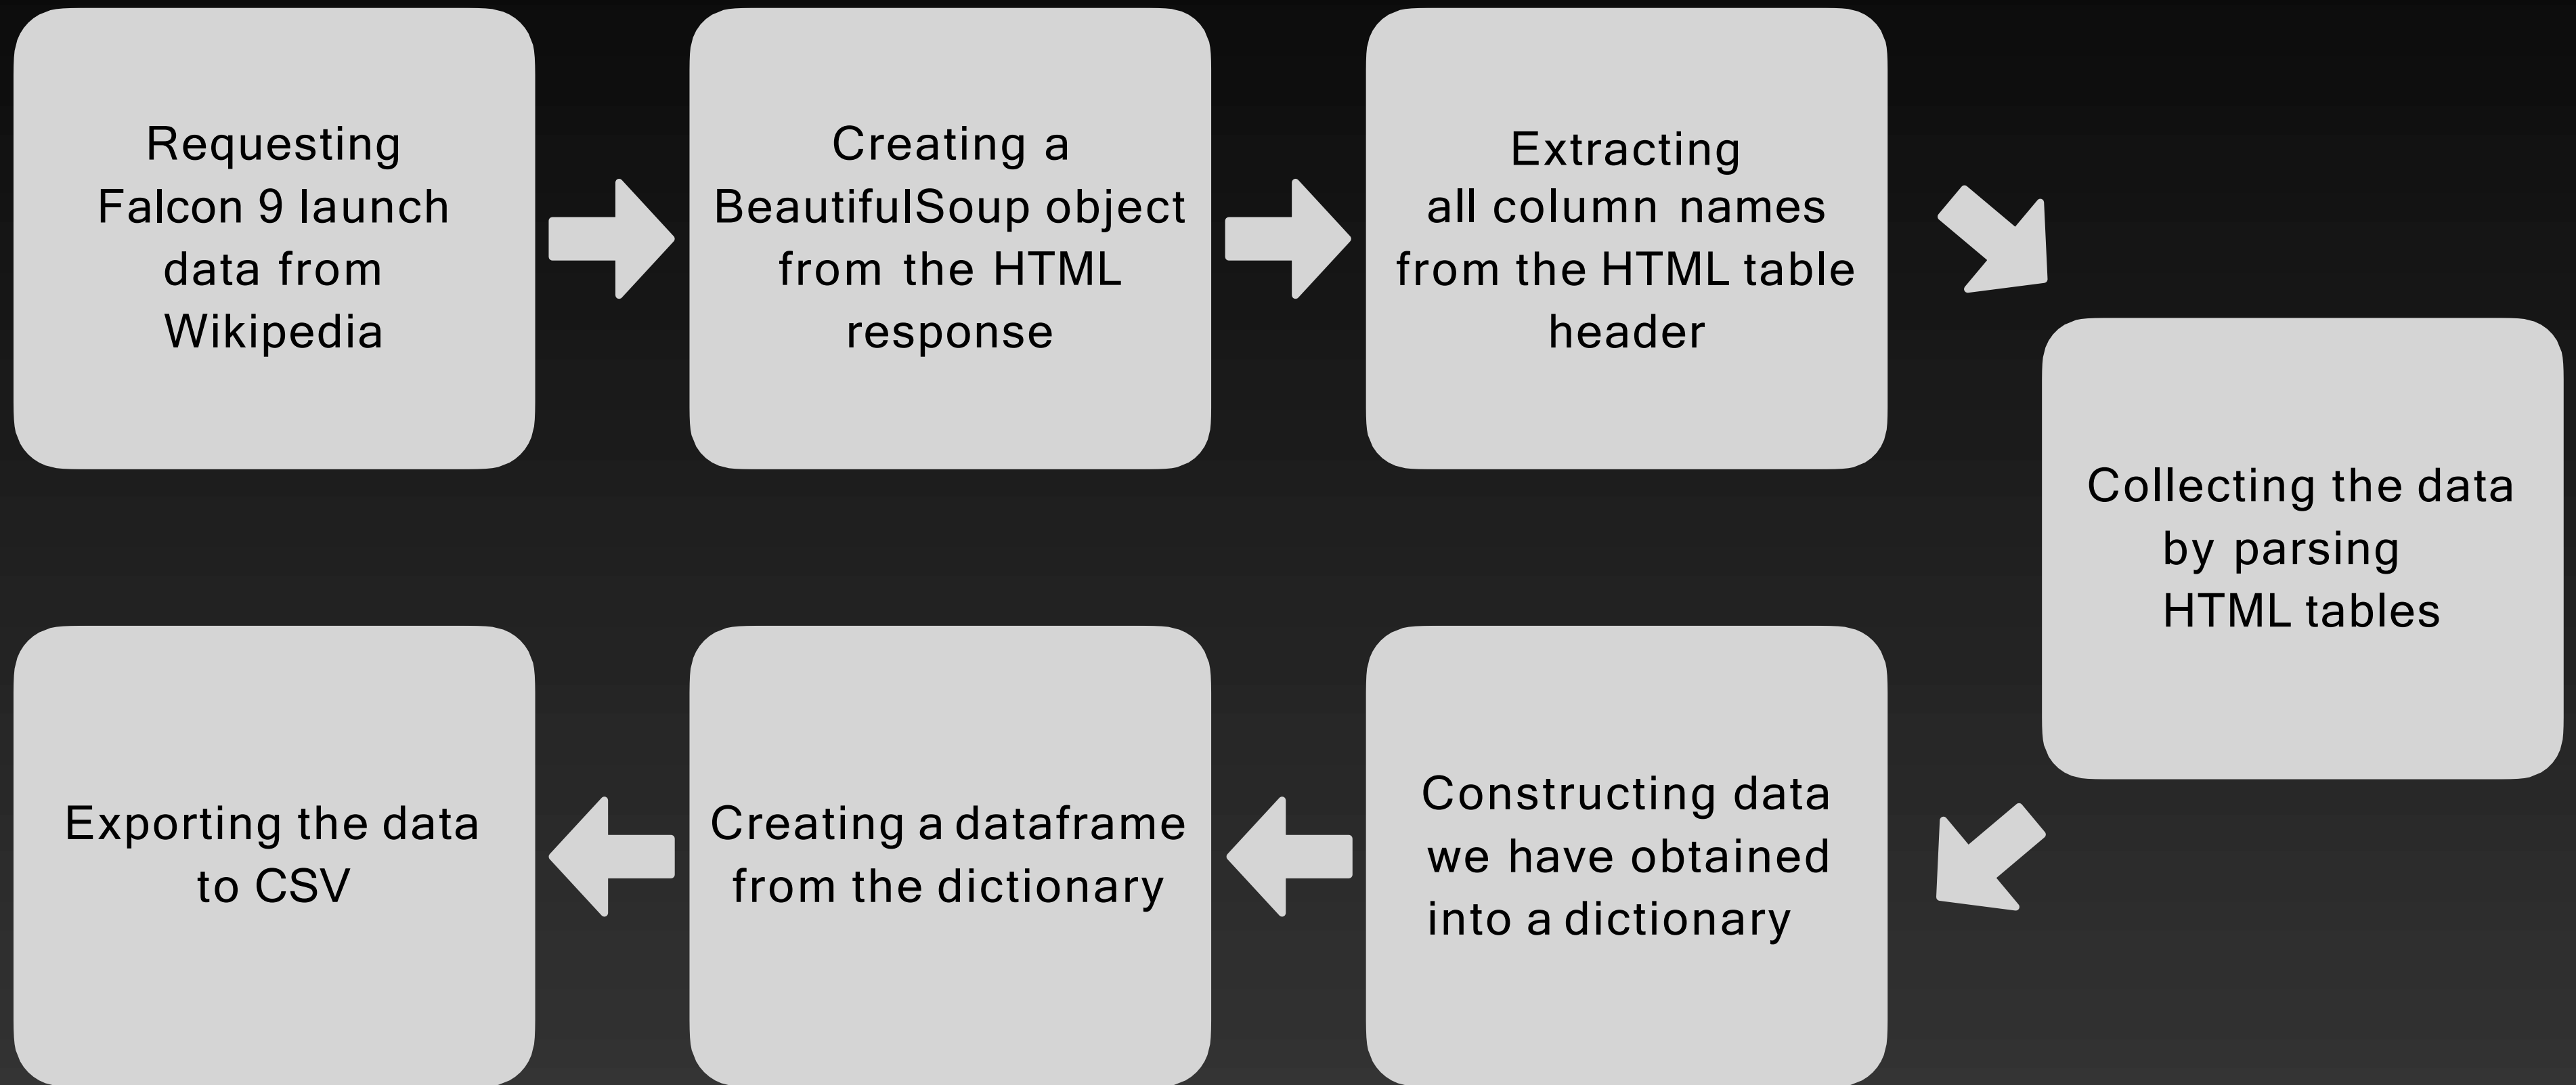 Requesting
Falcon 9 launch
data from
Wikipedia
Creating a
BeautifulSoup object
from the HTML
response
Extracting
all column names
from the HTML table
header
Collecting the data
by parsing
HTML tables
Constructing data
we have obtained
into a dictionary
Creating a dataframe
from the dictionary
Exporting the data
to CSV